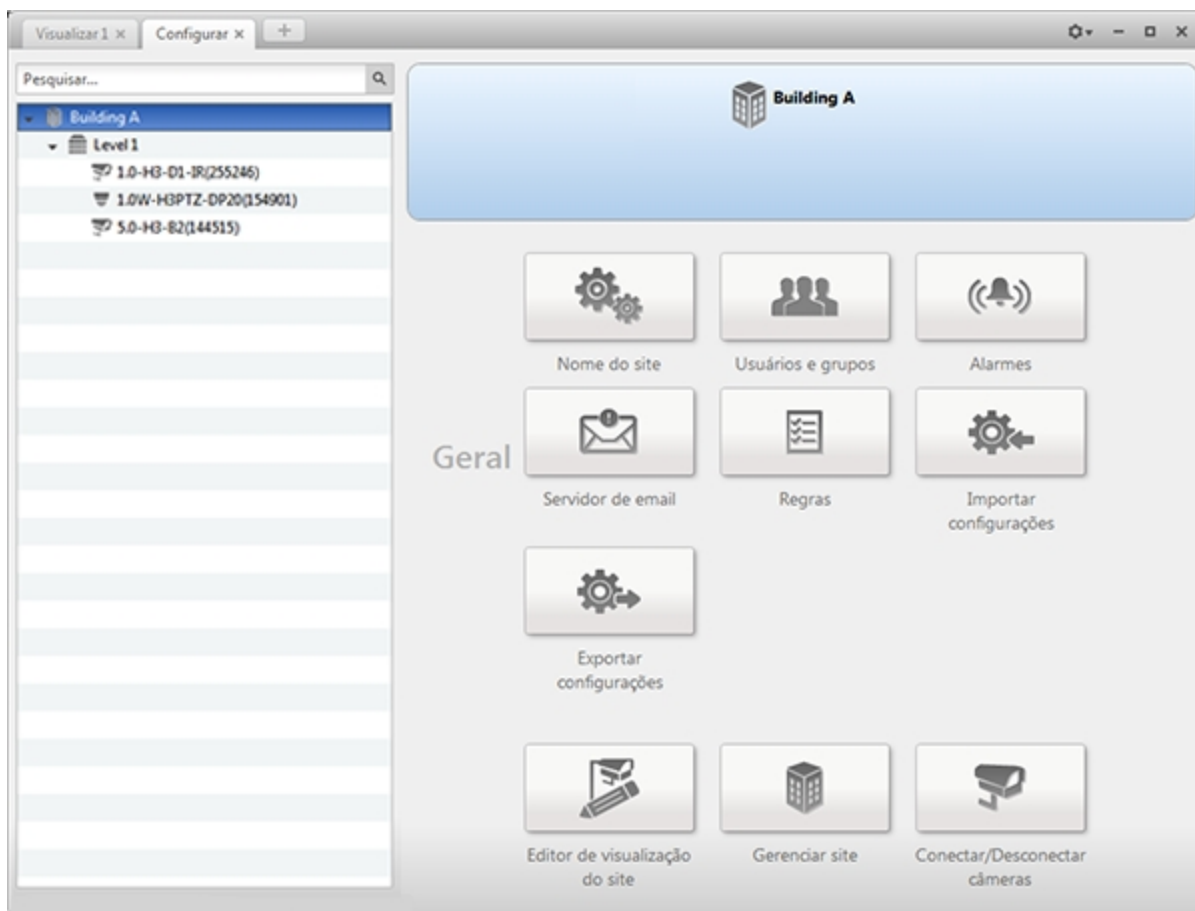 Visualizar 1
Configurar
Pesquisar...
Building A
Level 1
1.0-H3-D1-IR(255246)
1.0W-H3PTZ-DP20(154901)
5.0-H3-B2(144515)
Building A
Geral
Nome do site
Usuários e grupos
Alarmes
Servidor de email
Regras
Importar
configurações
Exportar
configurações
Editor de visualização
do site
Gerenciar site
Conectar/Desconectar
câmeras